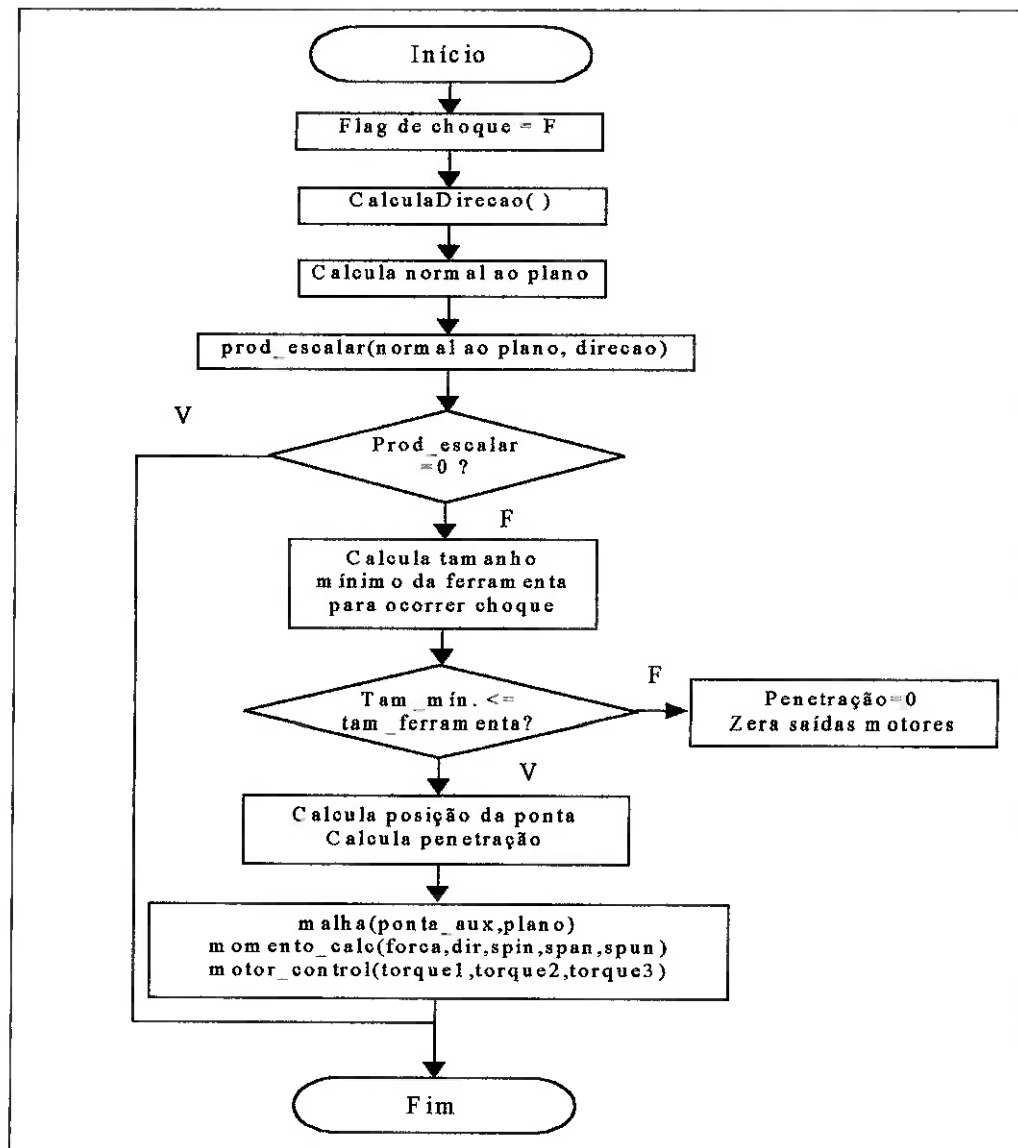 Início
Flag de choque = F
CalculaDirecao( )
Calcula normal ao plano
prod_escalar(normal ao plano, direcao)
V
Prod_escalar
=0 ?
F
Calcula tamanho
mínimo da ferramenta
para ocorrer choque
Tam_mín. <=
tam_ferramenta?
F
Penetração=0
Zera saídas motores
V
Calcula posição da ponta
Calcula penetração
malha(ponta_aux,plano)
momento_calc(forca,dir,spin,span,spun)
motor_control(torque1,torque2,torque3)
Fim